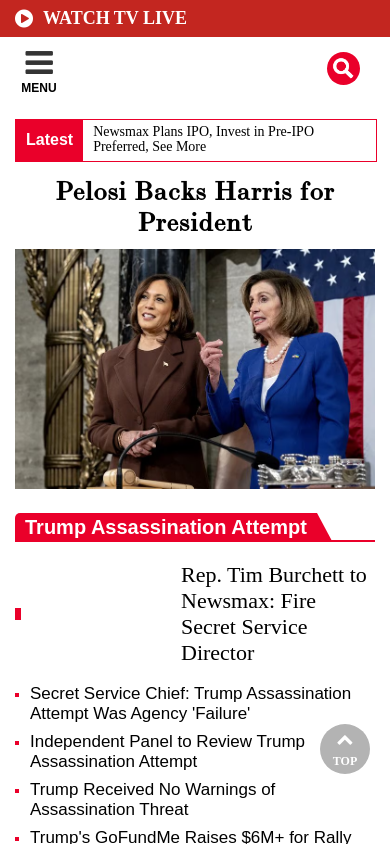 WATCH TV LIVE
MENU
Latest
Newsmax Plans IPO, Invest in Pre-IPO
Preferred, See More
Pelosi Backs Harris for
President
Trump Assassination Attempt
Rep. Tim Burchett to
Newsmax: Fire
Secret Service
Director
Secret Service Chief: Trump Assassination
Attempt Was Agency 'Failure'
Independent Panel to Review Trump
Assassination Attempt
TOP
Trump Received No Warnings of
Assassination Threat
Trump's GoFundMe Raises $6M+ for Rally